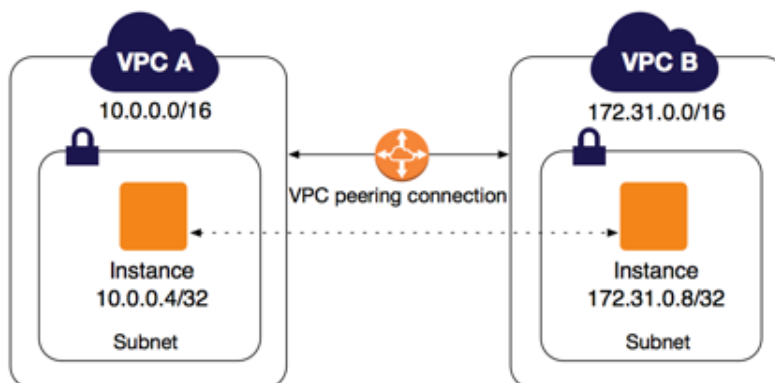 VPC A
10.0.0.0/16
Instance
10.0.0.4/32
Subnet
VPC peering connection
VPC B
172.31.0.0/16
Instance
172.31.0.8/32
Subnet